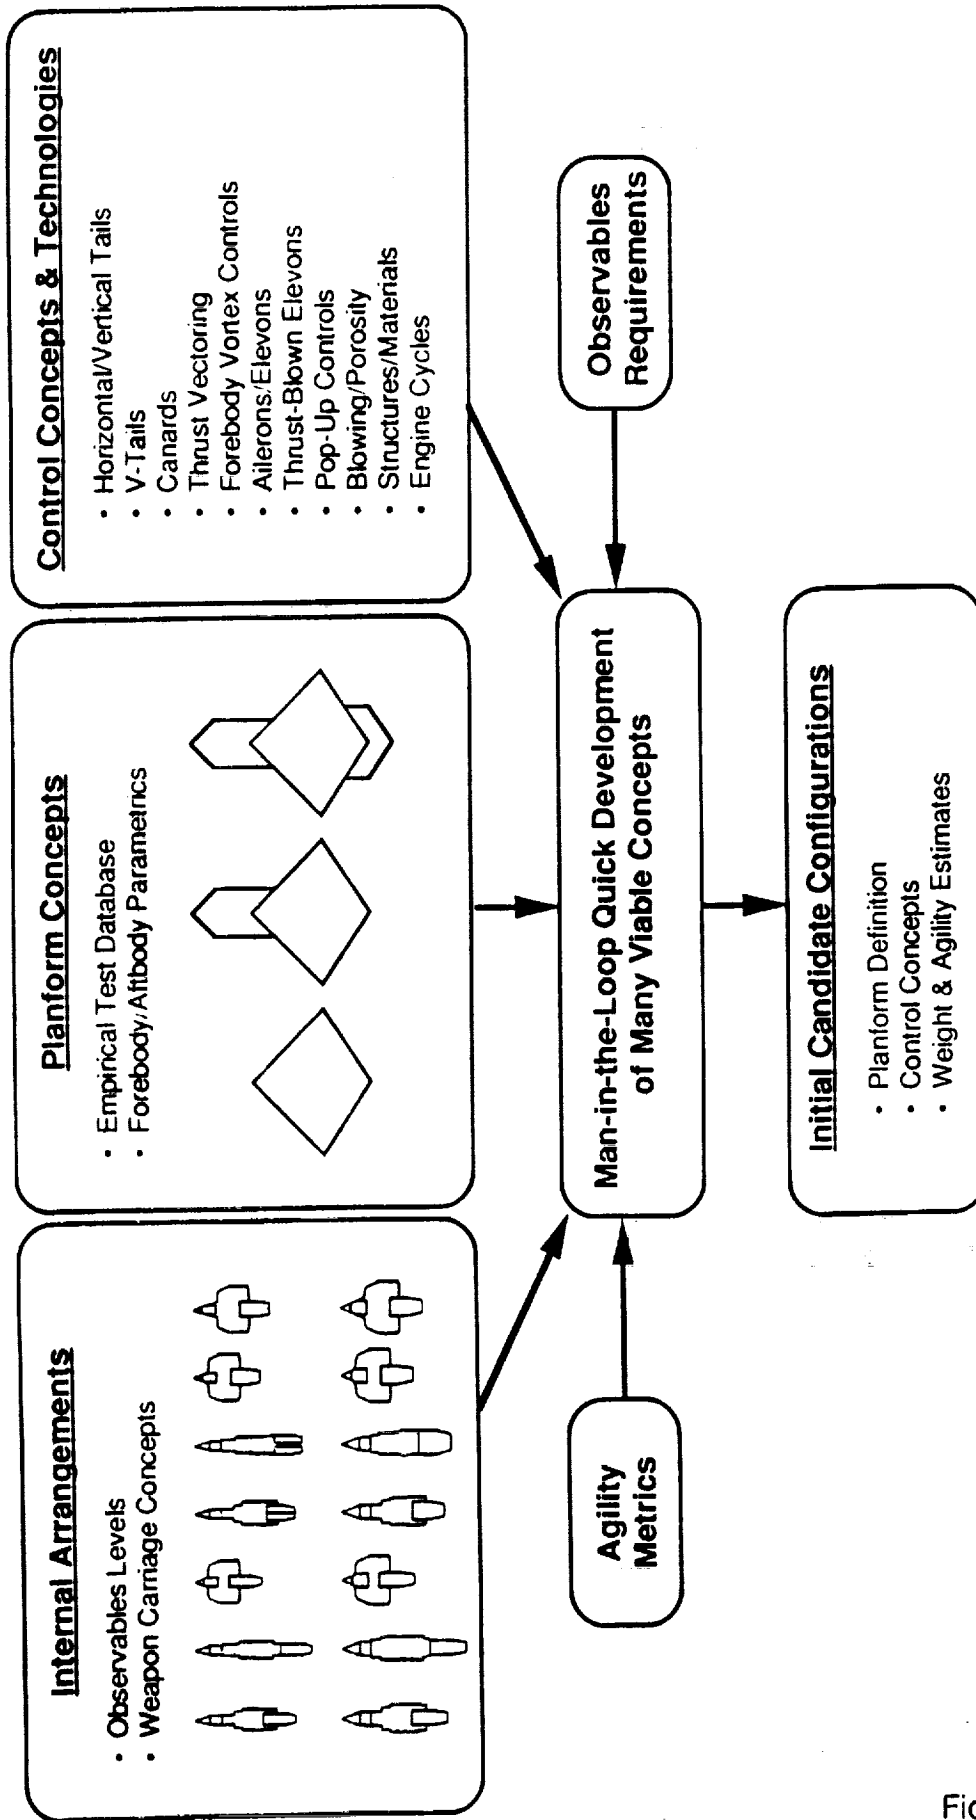 Internal Arrangements
• Observables Levels
• Weapon Carriage Concepts
Planform Concepts
• Empirical Test Database
• Forebody/Aftbody Parametrics
Control Concepts & Technologies
• Horizontal/Vertical Tails
• V-Tails
• Canards
• Thrust Vectoring
• Forebody Vortex Controls
• Ailerons/Elevons
• Thrust-Blown Elevons
• Pop-Up Controls
• Blowing/Porosity
• Structures/Materials
• Engine Cycles
Agility
Metrics
Man-in-the-Loop Quick Development
of Many Viable Concepts
Observables
Requirements
Initial Candidate Configurations
• Planform Definition
• Control Concepts
• Weight & Agility Estimates